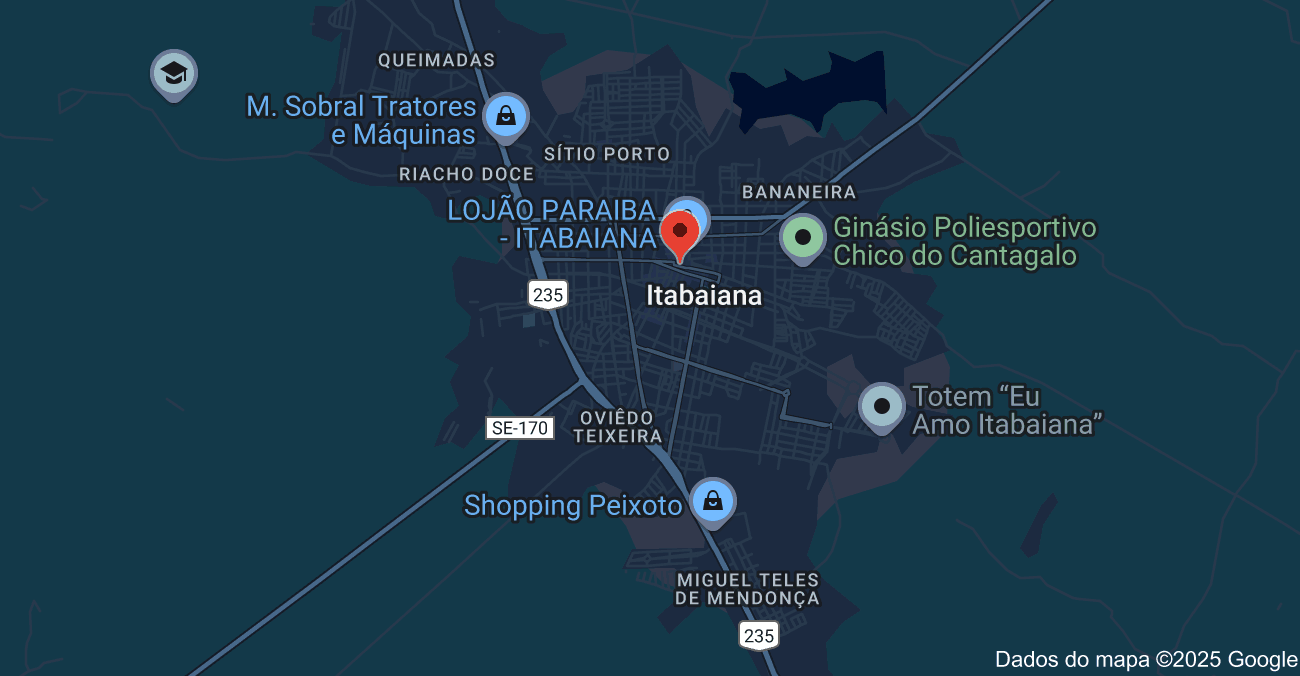 QUEIMADAS
M. Sobral Tratores
e Máquinas
SÍTIO PORTO
RIACHO DOCE
BANANEIRA
LOJÃO PARAIBA
- ITABAIANA
Ginásio Poliesportivo
Chico do Cantagalo
235
Itabaiana
Totem “Eu
Amo Itabaiana”
SE-170
OVIÊDO
TEIXEIRA
Shopping Peixoto
MIGUEL TELES
DE MENDONÇA
235
Dados do mapa ©2025 Google